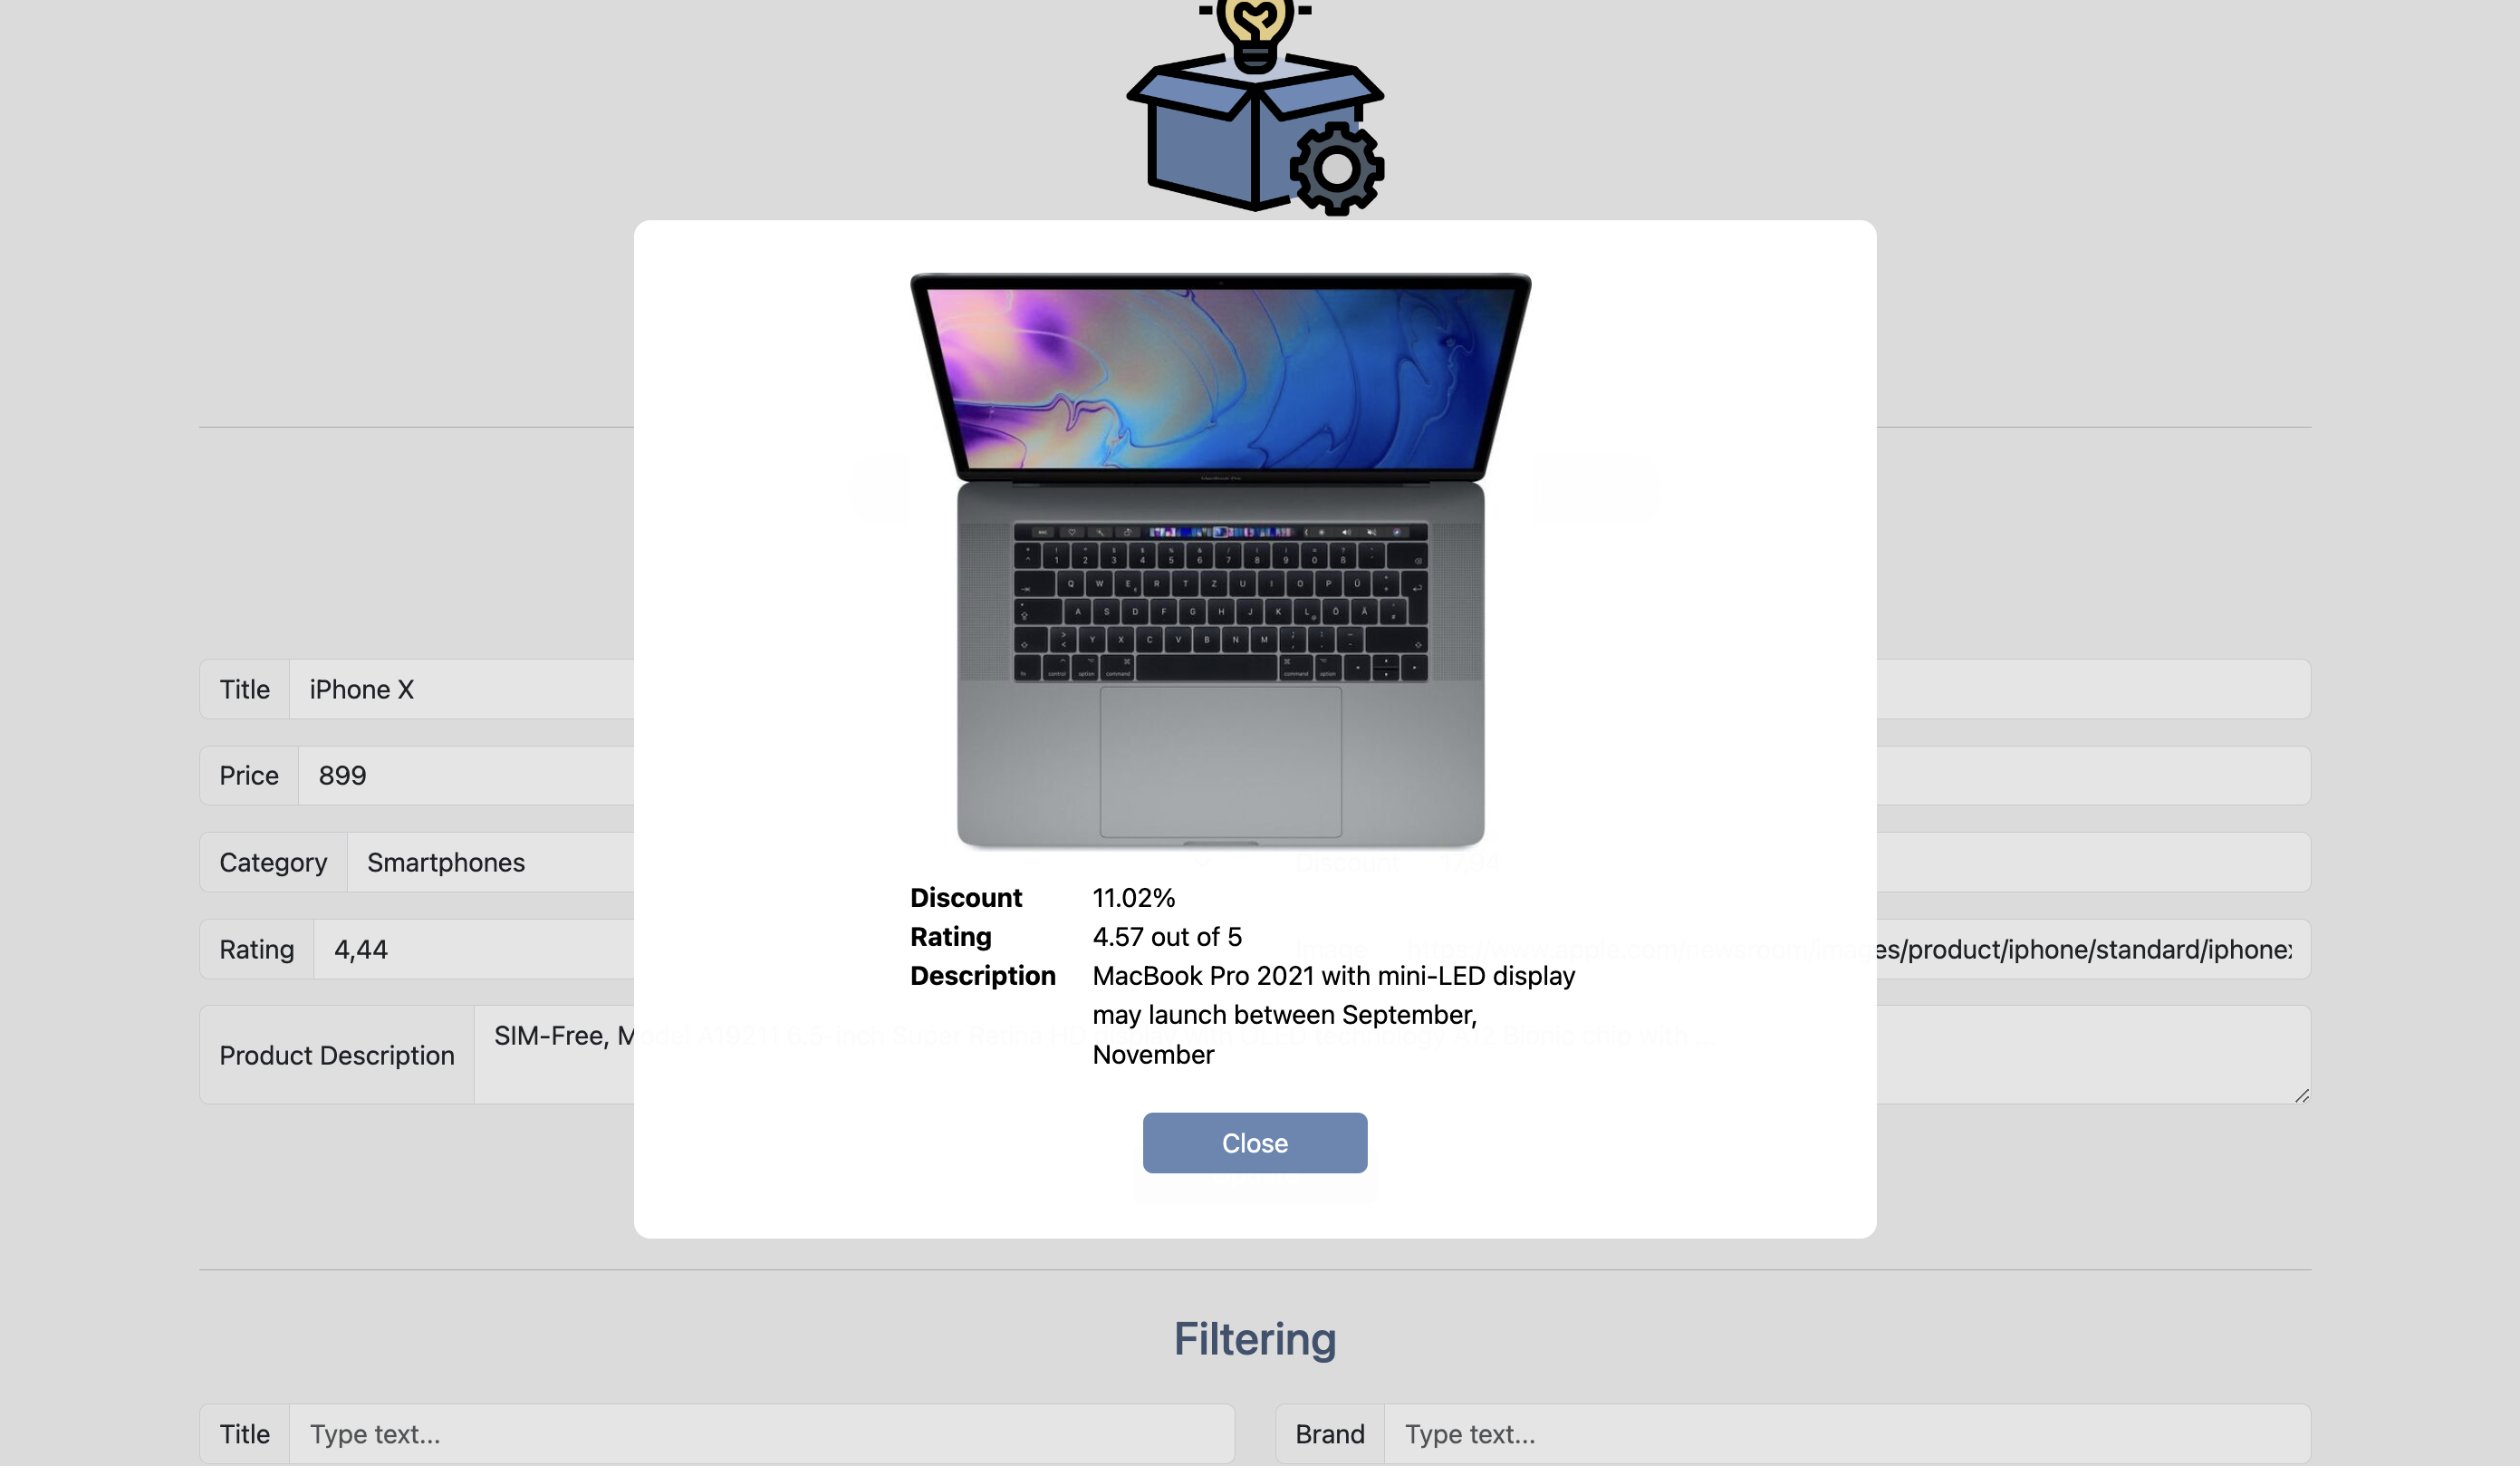 Title iPhone X
Price 899
Category Smartphones
Rating 4,44
es/product/iphone/standard/iphonex
Product Description SIM-Free, M
Discount 11.02%
Rating 4.57 out of 5
Description MacBook Pro 2021 with mini-LED display
may launch between September,
November
Close
Filtering
Title Type text...
Brand Type text...